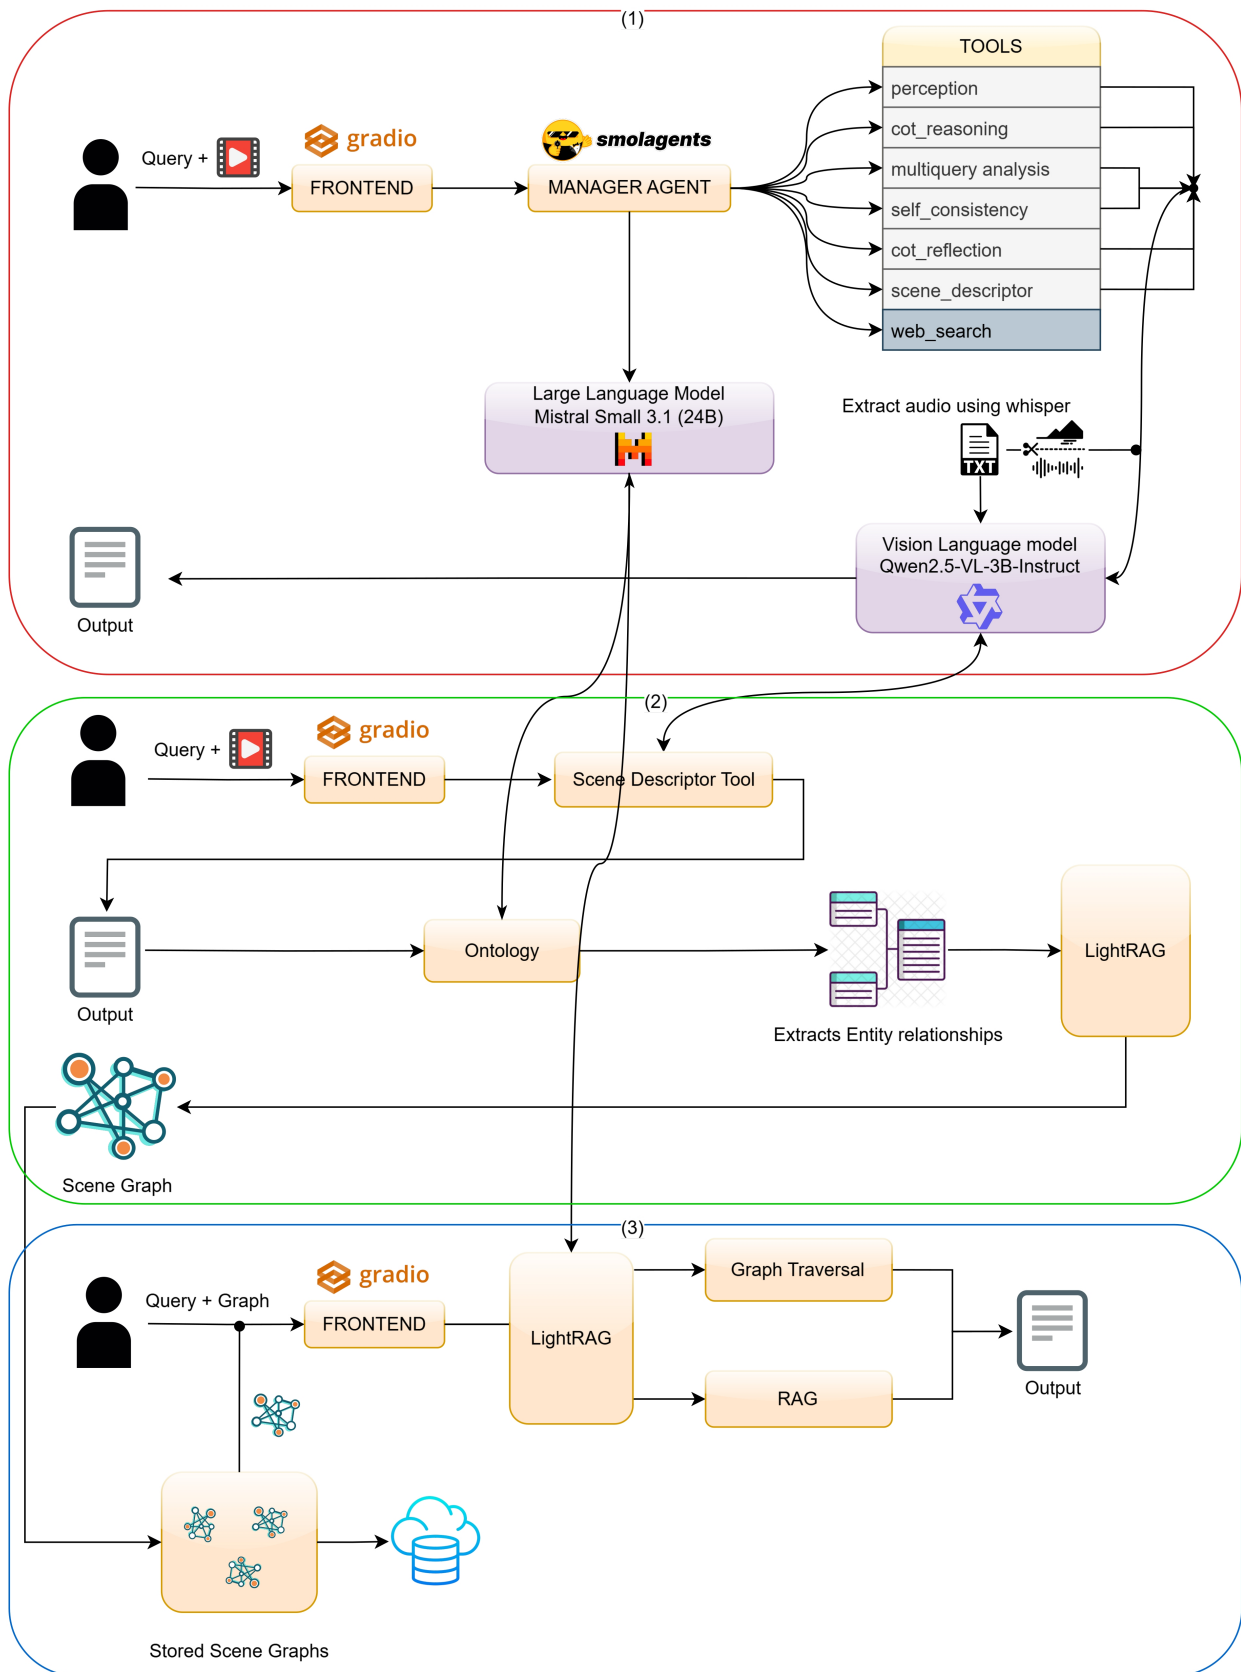 (1)
TOOLS
perception
cot_reasoning
multiquery analysis
self_consistency
cot_reflection
scene_descriptor
web_search
Query +
gradio
FRONTEND
smolagents
MANAGER AGENT
Large Language Model
Mistral Small 3.1 (24B)
Extract audio using whisper
TXT
Vision Language model
Qwen2.5-VL-3B-Instruct
Output
(2)
Query +
gradio
FRONTEND
Scene Descriptor Tool
Output
Ontology
Extracts Entity relationships
LightRAG
Scene Graph
(3)
Query + Graph
gradio
FRONTEND
LightRAG
Graph Traversal
RAG
Output
Stored Scene Graphs